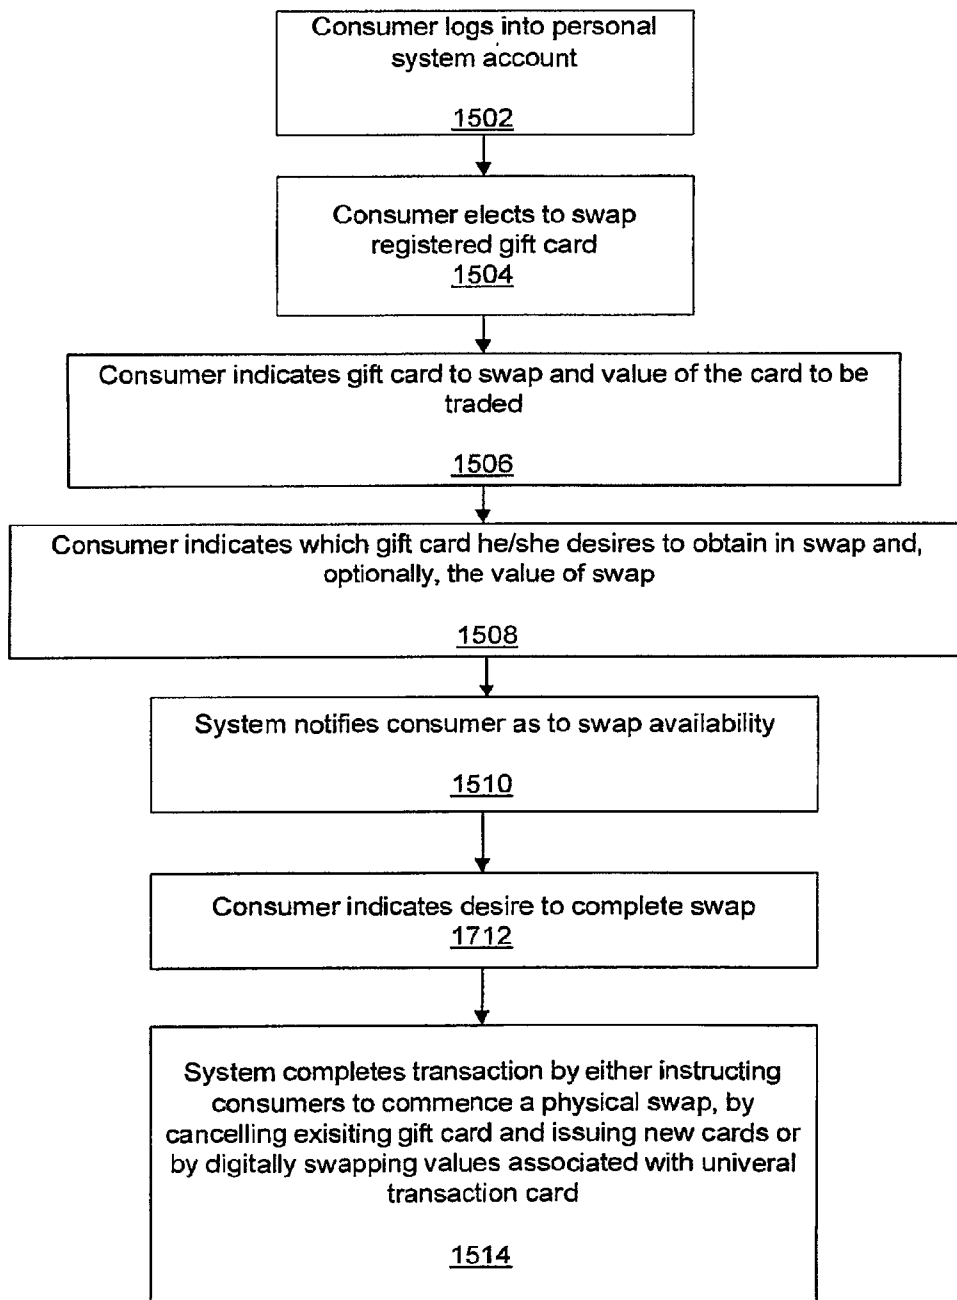 Consumer logs into personal
system account
1502
Consumer elects to swap
registered gift card
1504
Consumer indicates gift card to swap and value of the card to be
traded
1506
Consumer indicates which gift card he/she desires to obtain in swap and,
optionally, the value of swap
1508
System notifies consumer as to swap availability
1510
Consumer indicates desire to complete swap
1712
System completes transaction by either instructing
consumers to commence a physical swap, by
cancelling exisiting gift card and issuing new cards or
by digitally swapping values associated with univeral
transaction card
1514